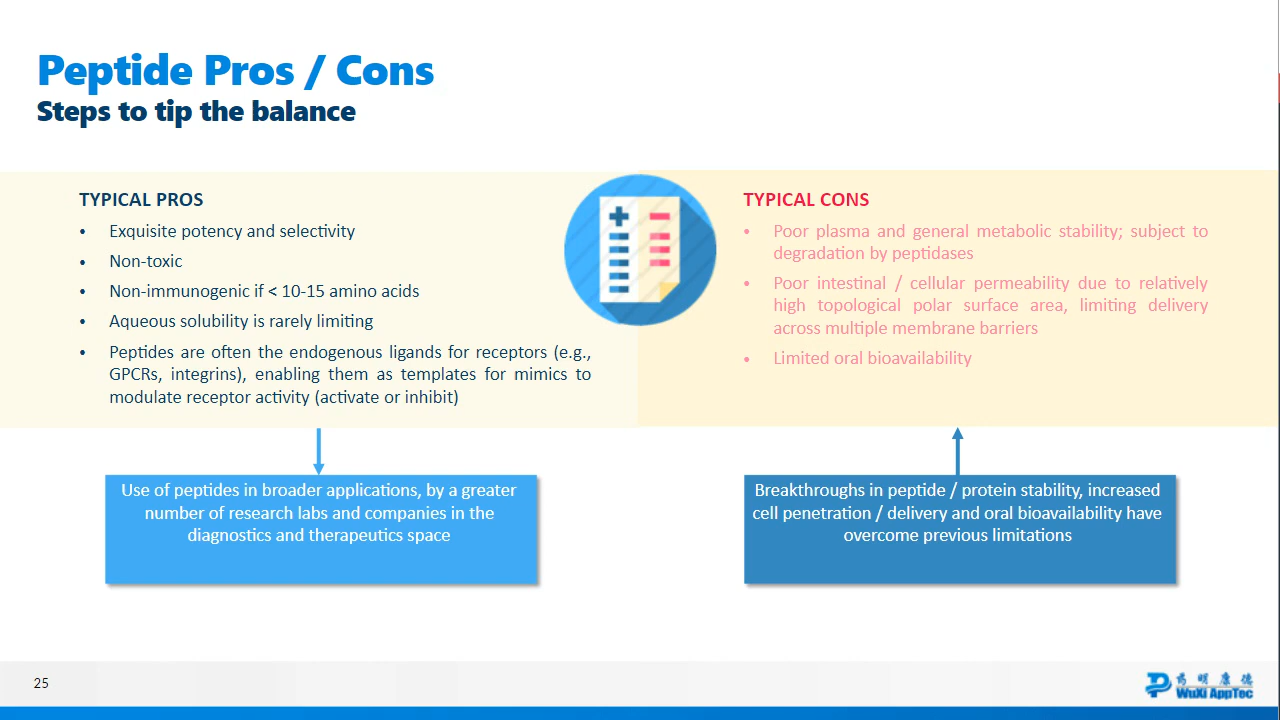 Peptide Pros / Cons
Steps to tip the balance
TYPICAL PROS
• Exquisite potency and selectivity
• Non-toxic
• Non-immunogenic if < 10-15 amino acids
• Aqueous solubility is rarely limiting
• Peptides are often the endogenous ligands for receptors (e.g.,
GPCRs, integrins), enabling them as templates for mimics to
modulate receptor activity (activate or inhibit)
TYPICAL CONS
• Poor plasma and general metabolic stability; subject to
degradation by peptidases
• Poor intestinal / cellular permeability due to relatively
high topological polar surface area, limiting delivery
across multiple membrane barriers
• Limited oral bioavailability
Use of peptides in broader applications, by a greater
number of research labs and companies in the
diagnostics and therapeutics space
Breakthroughs in peptide / protein stability, increased
cell penetration / delivery and oral bioavailability have
overcome previous limitations
25
药明康德
WuXi AppTec